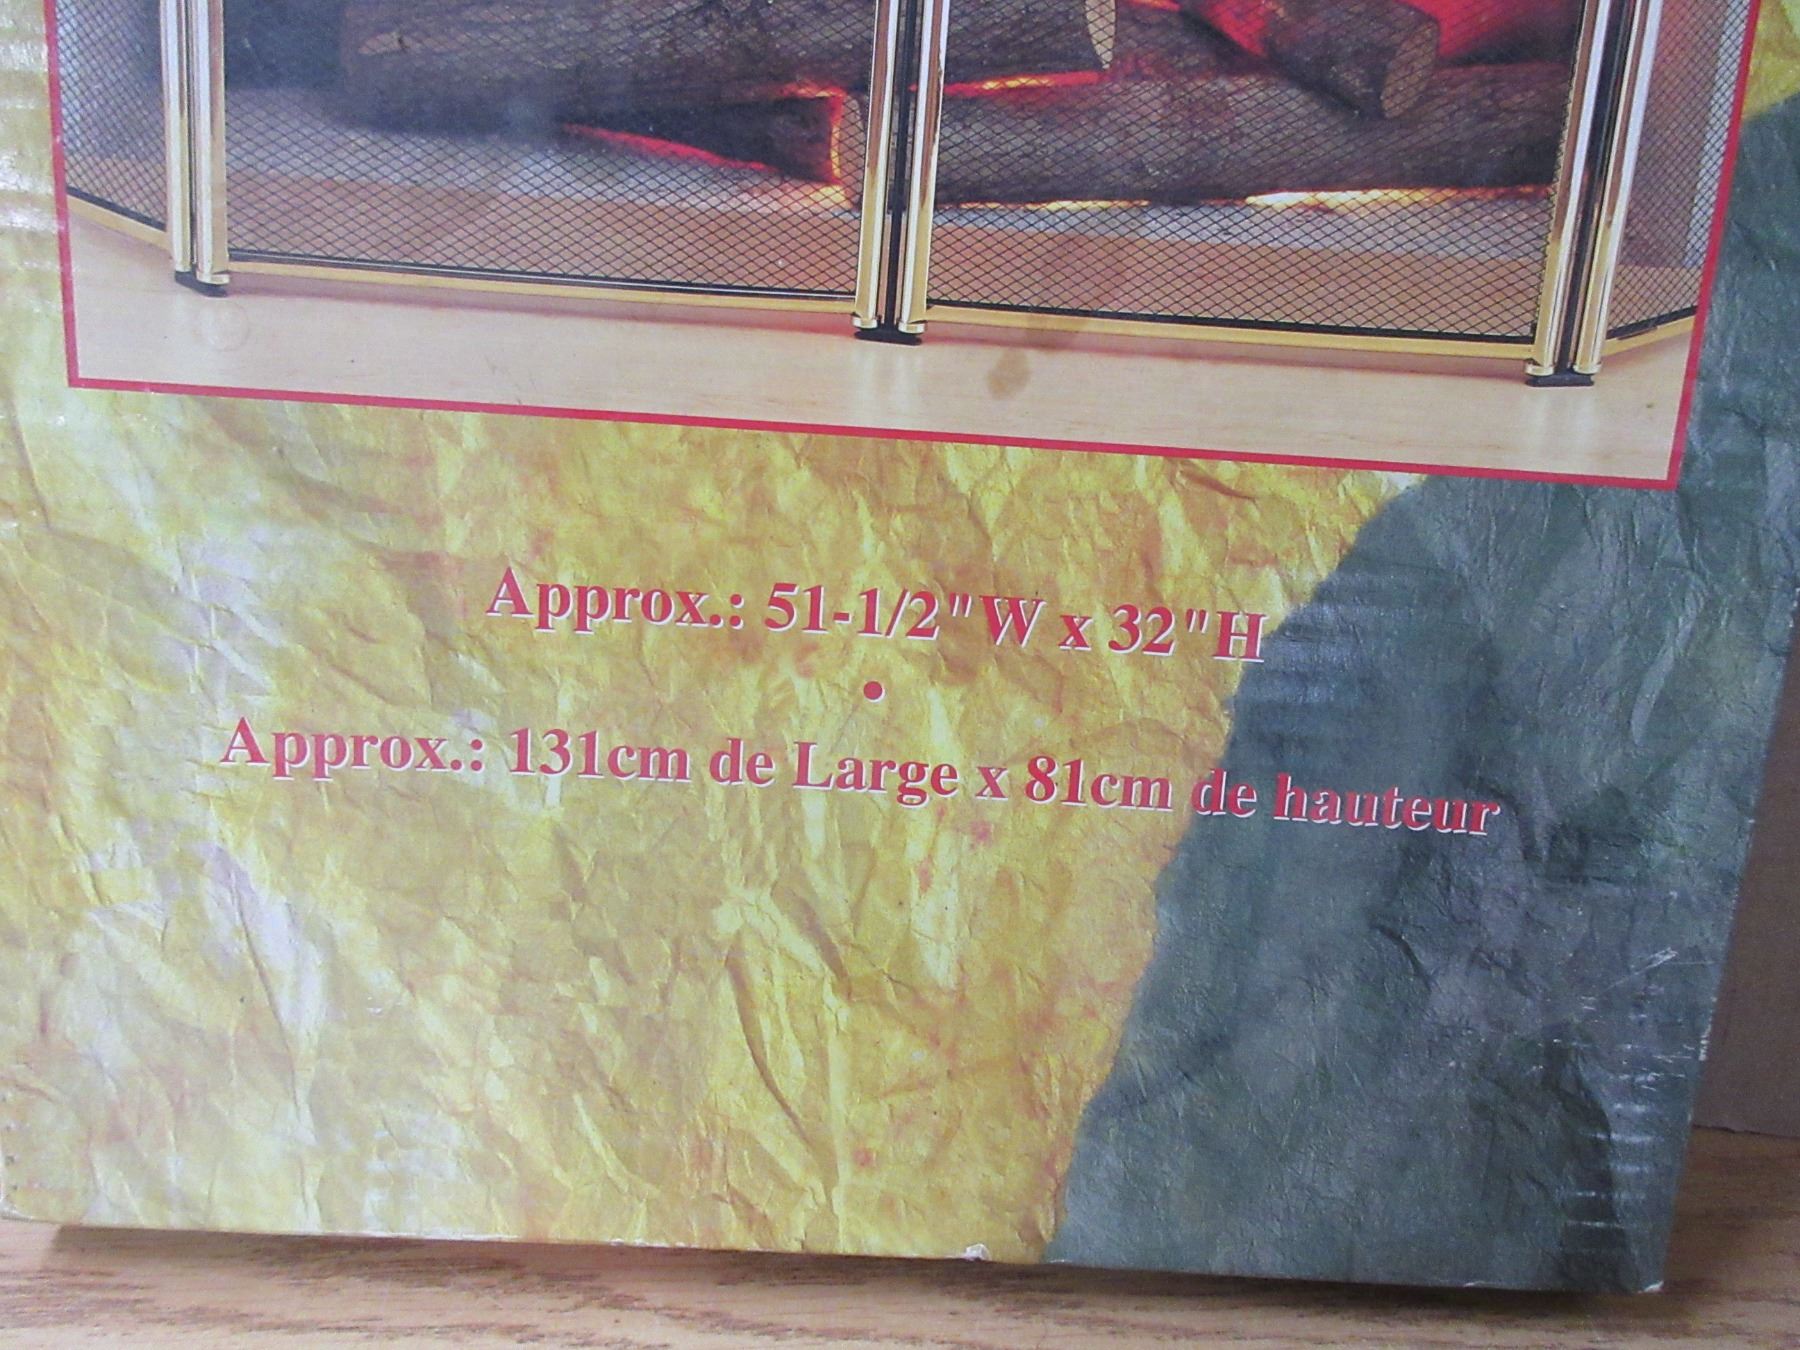 Approx.: 51-1/2"W x 32"H
•
Approx.: 131cm de Large x 81cm de hauteur